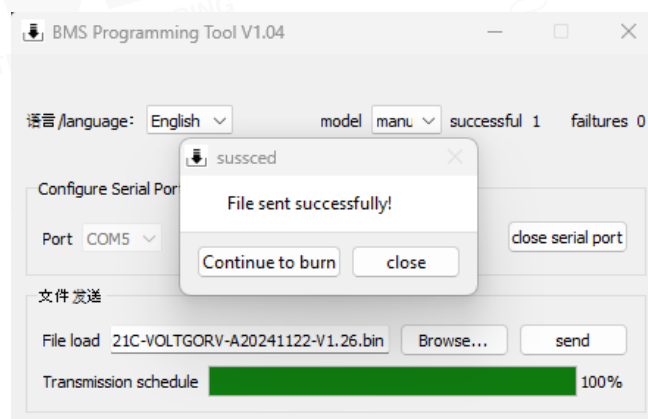 BMS Programming Tool V1.04
语言/language: English model manu successful 1 failtures 0
sussced
File sent successfully!
Continue to burn close
Configure Serial Por
Port COM5 close serial port
文件发送
File load 21C-VOLTGORV-A20241122-V1.26.bin Browse... send
Transmission schedule 100%